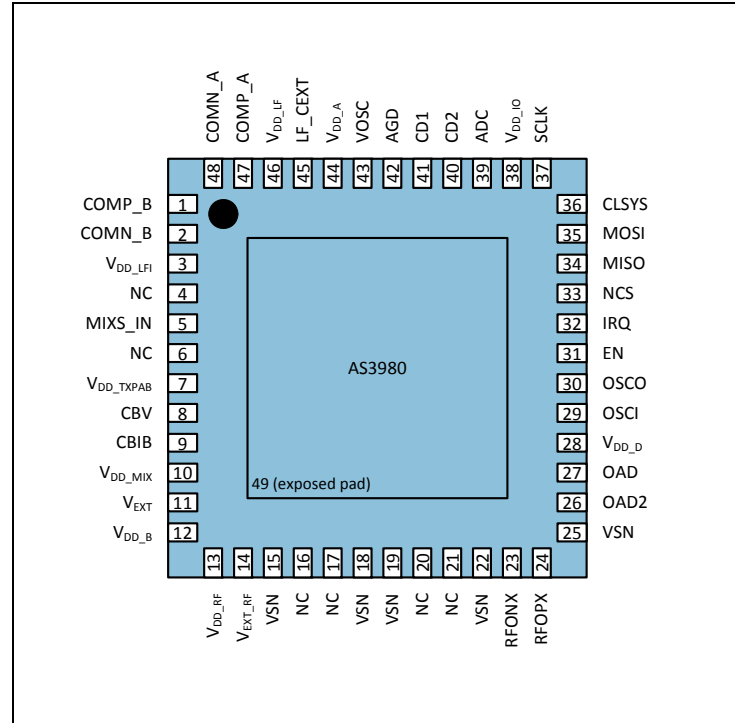 COMN_A
COMP_A
VDD_LF
LF_CEXT
VDD_A
VOSC
AGD
CD1
CD2
ADC
VDD_IO
SCLK
48 47 46 45 44 43 42 41 40 39 38 37
COMP_B 1 36 CLSYS
COMN_B 2 35 MOSI
VDD_LFI 3 34 MISO
NC 4 33 NCS
MIXS_IN 5 32 IRQ
NC 6 31 EN
AS3980
VDD_TXPAB 7 30 OSCO
CBV 8 29 OSCI
CBIB 9 28 VDD_D
VDD_MIX 10 27 OAD
49 (exposed pad)
VEXT 11 26 OAD2
VDD_B 12 25 VSN
13 14 15 16 17 18 19 20 21 22 23 24
VDD_RF
VEXT_RF
VSN
NC
NC
VSN
VSN
NC
NC
VSN
RFONX
RFOPX